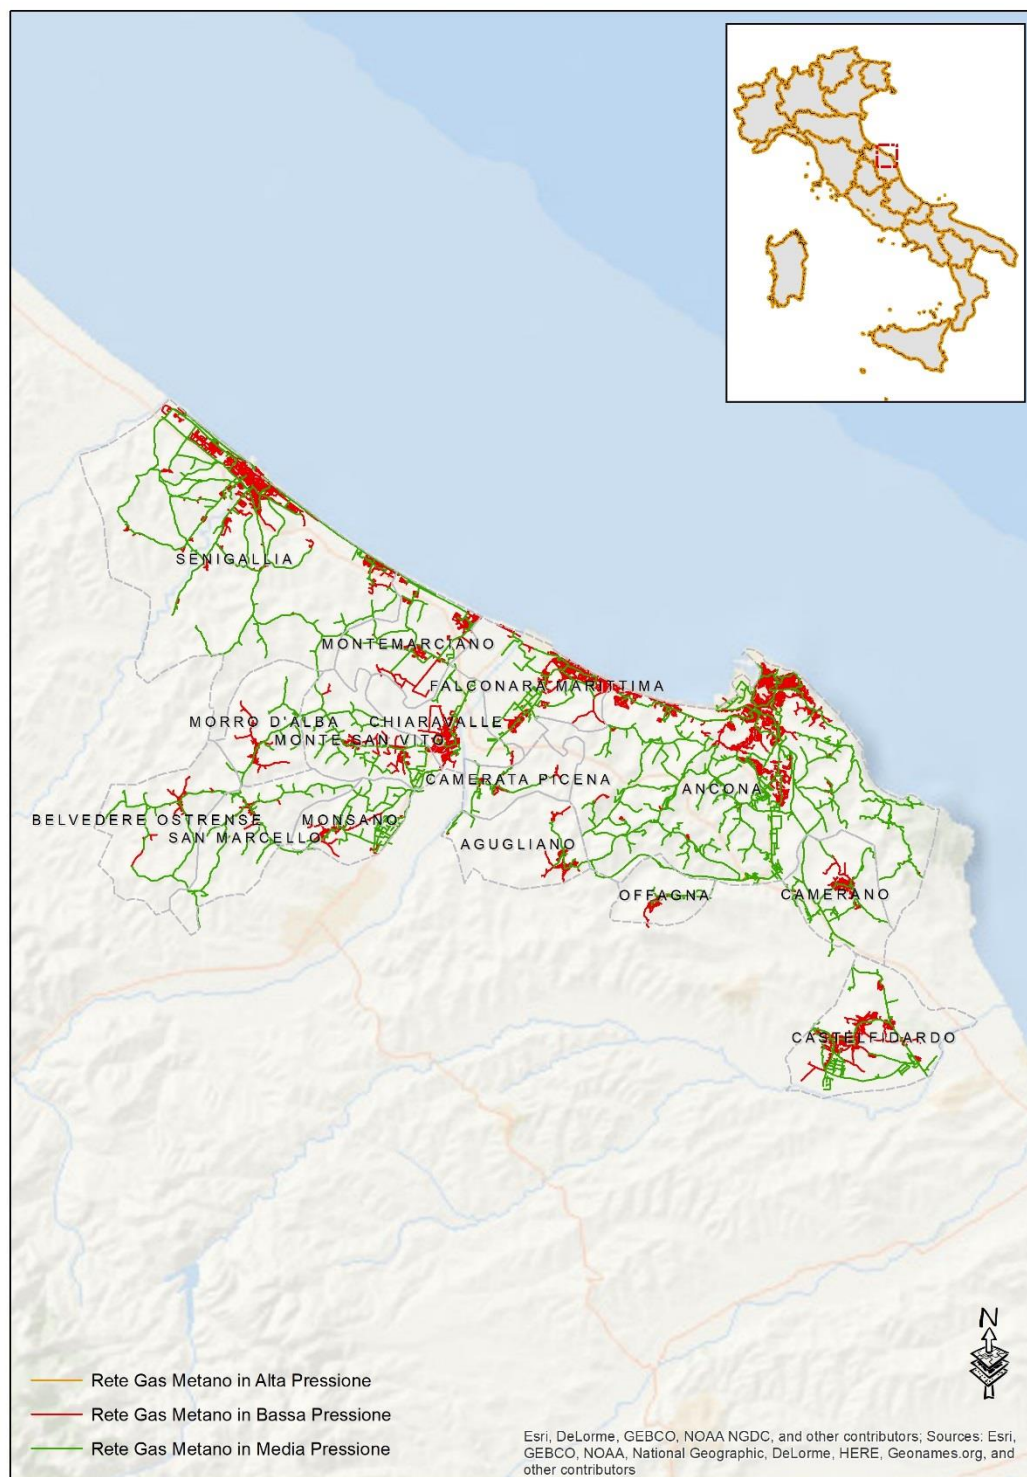 SENIGALLIA
MONTEMARCIANO
FALCONARA MARITTIMA
MORRO D'ALBA
CHIARAVALLE
MONTE SAN VITO
CAMERATA PICENA
ANCONA
BELVEDERE OSTRENSE
MONSANO
SAN MARCELLO
AGUGLIANO
OFFAGNA
CAMERANO
CASTELFIDARDO
N
Rete Gas Metano in Alta Pressione
Rete Gas Metano in Bassa Pressione
Rete Gas Metano in Media Pressione
Esri, DeLorme, GEBCO, NOAA NGDC, and other contributors; Sources: Esri,
GEBCO, NOAA, National Geographic, DeLorme, HERE, Geonames.org, and
other contributors